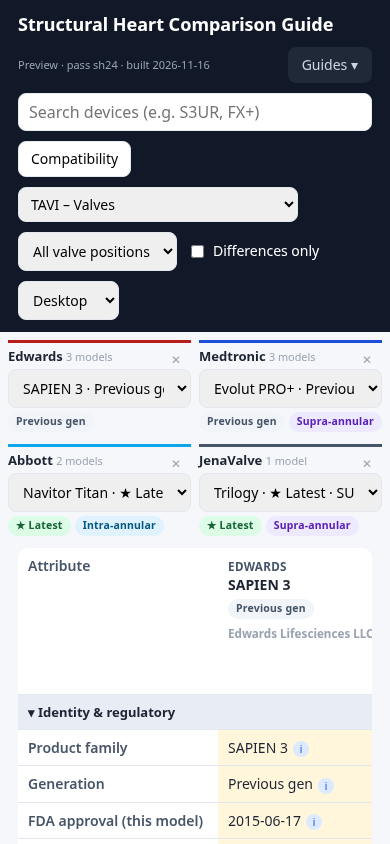 Structural Heart Comparison Guide
Preview · pass sh24 · built 2026-11-16
Guides ▾
Search devices (e.g. S3UR, FX+)
Compatibility
TAVI – Valves
All valve positions
Differences only
Desktop
Edwards 3 models ×
SAPIEN 3 · Previous ge
Previous gen
Medtronic 3 models ×
Evolut PRO+ · Previou
Previous gen Supra-annular
Abbott 2 models ×
Navitor Titan · ★ Late
★ Latest Intra-annular
JenaValve 1 model ×
Trilogy · ★ Latest · SU
★ Latest Supra-annular
Attribute
EDWARDS
SAPIEN 3
Previous gen
Edwards Lifesciences LLC
▾ Identity & regulatory
Product family SAPIEN 3 i
Generation Previous gen i
FDA approval (this model) 2015-06-17 i